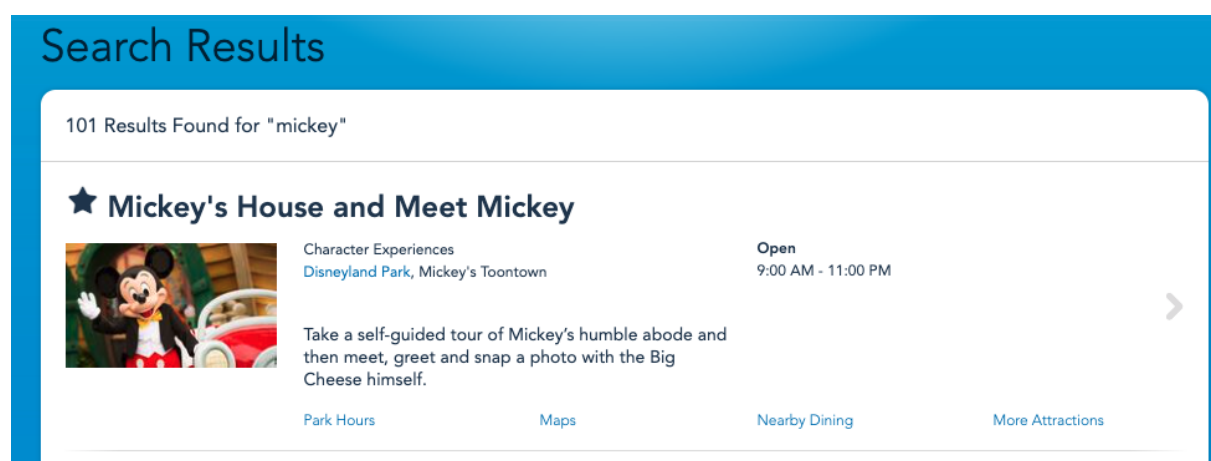 Search Results
101 Results Found for "mickey"
Mickey's House and Meet Mickey
Character Experiences
Disneyland Park, Mickey's Toontown
Open
9:00 AM - 11:00 PM
Take a self-guided tour of Mickey’s humble abode and
then meet, greet and snap a photo with the Big
Cheese himself.
Park Hours
Maps
Nearby Dining
More Attractions